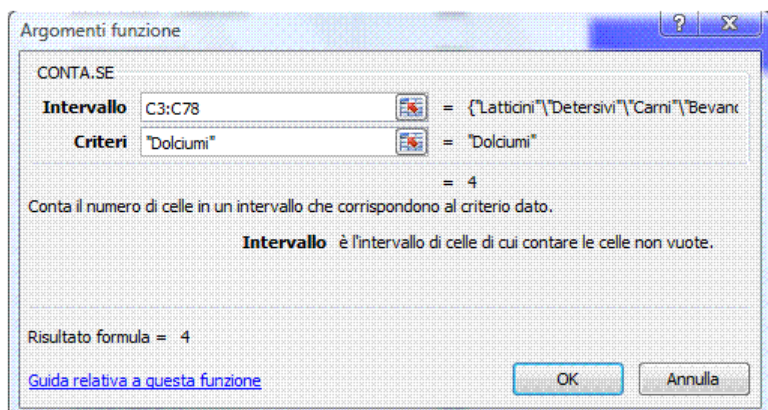 Argomenti funzione
CONTA.SE
Intervallo C3:C78 = {"Latticini"\"Detersivi"\"Carni"\"Bevand
Criteri "Dolciumi" = "Dolciumi"
= 4
Conta il numero di celle in un intervallo che corrispondono al criterio dato.
Intervallo è l'intervallo di celle di cui contare le celle non vuote.
Risultato formula = 4
Guida relativa a questa funzione OK Annulla